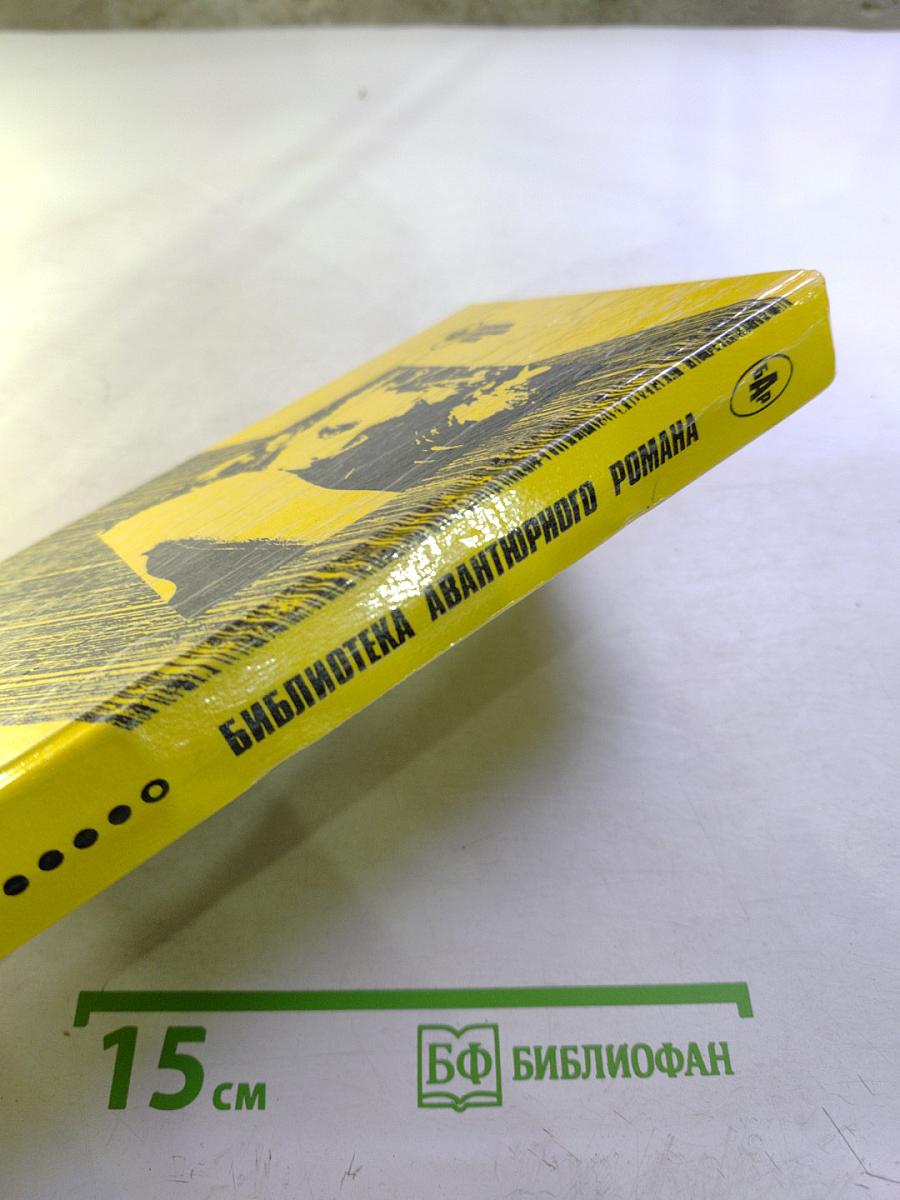 БАР
БИБЛИОТЕКА АВАНТЮРНОГО РОМАНА
15 см
БФ БИБЛИОФАН